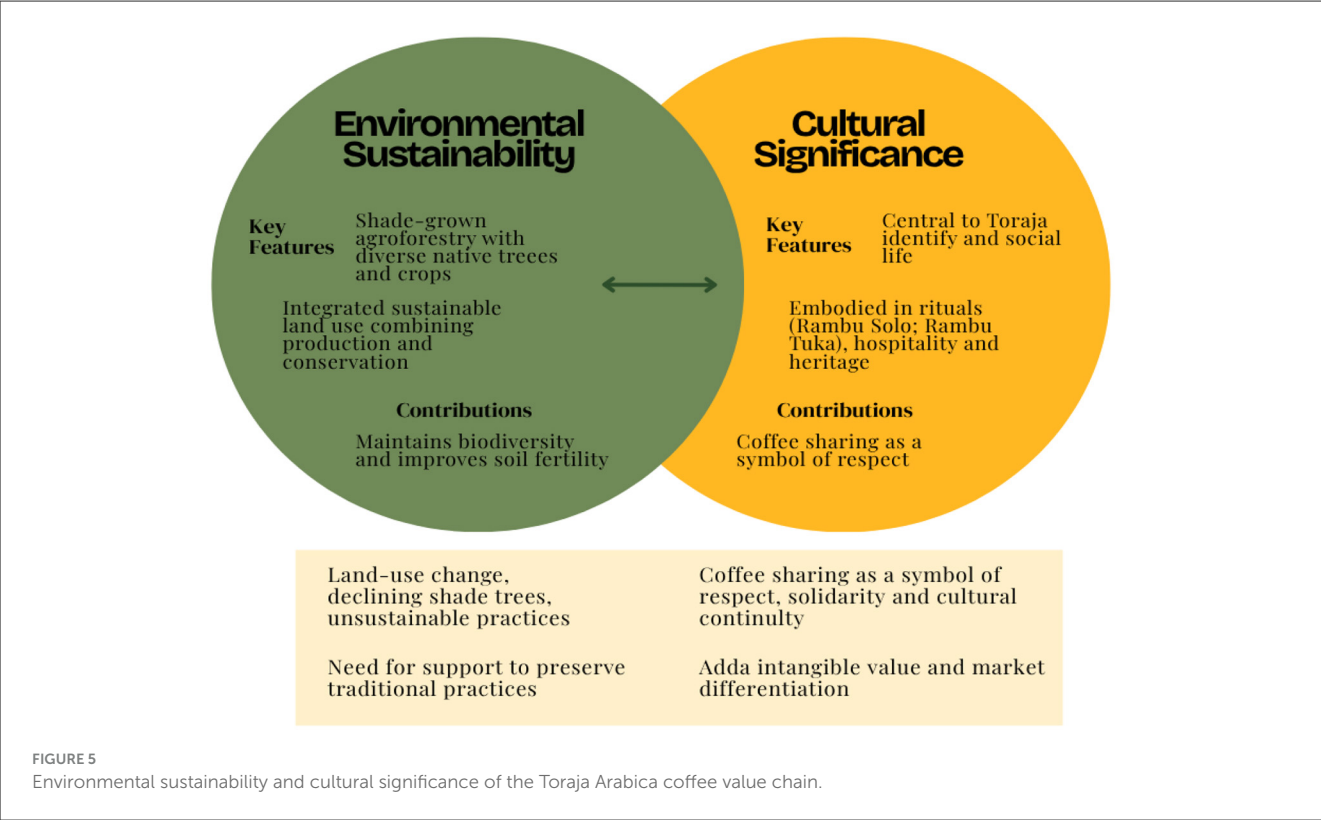 Environmental
Sustainability
Key
Features
Shade-grown
agroforestry with
diverse native treees
and crops
Integrated sustainable
land use combining
production and
conservation
Contributions
Maintains biodiversity
and improves soil fertility
Cultural
Significance
Key
Features
Central to Toraja
identify and social
life
Embodied in rituals
(Rambu Solo; Rambu
Tuka), hospitality and
heritage
Contributions
Coffee sharing as a
symbol of respect
Land-use change,
declining shade trees,
unsustainable practices
Need for support to preserve
traditional practices
Coffee sharing as a symbol of
respect, solidarity and cultural
continulty
Adda intangible value and market
differentiation
FIGURE 5
Environmental sustainability and cultural significance of the Toraja Arabica coffee value chain.